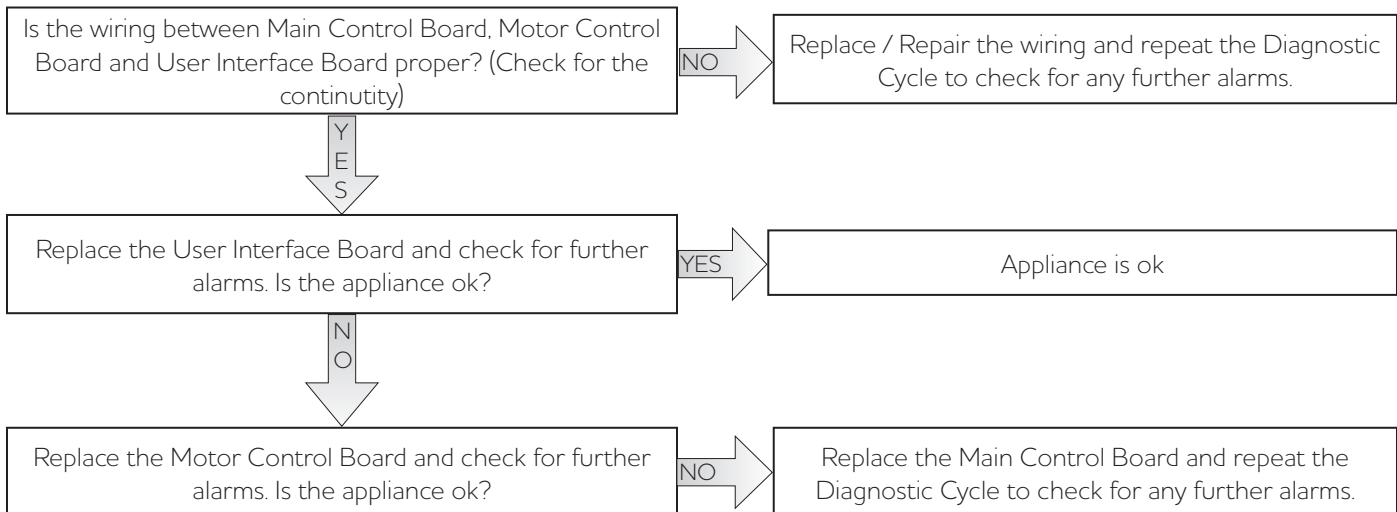 Is the wiring between Main Control Board, Motor Control
Board and User Interface Board proper? (Check for the
continutity)
NO
Replace / Repair the wiring and repeat the Diagnostic
Cycle to check for any further alarms.
YES
Replace the User Interface Board and check for further
alarms. Is the appliance ok?
YES
Appliance is ok
NO
Replace the Motor Control Board and check for further
alarms. Is the appliance ok?
NO
Replace the Main Control Board and repeat the
Diagnostic Cycle to check for any further alarms.